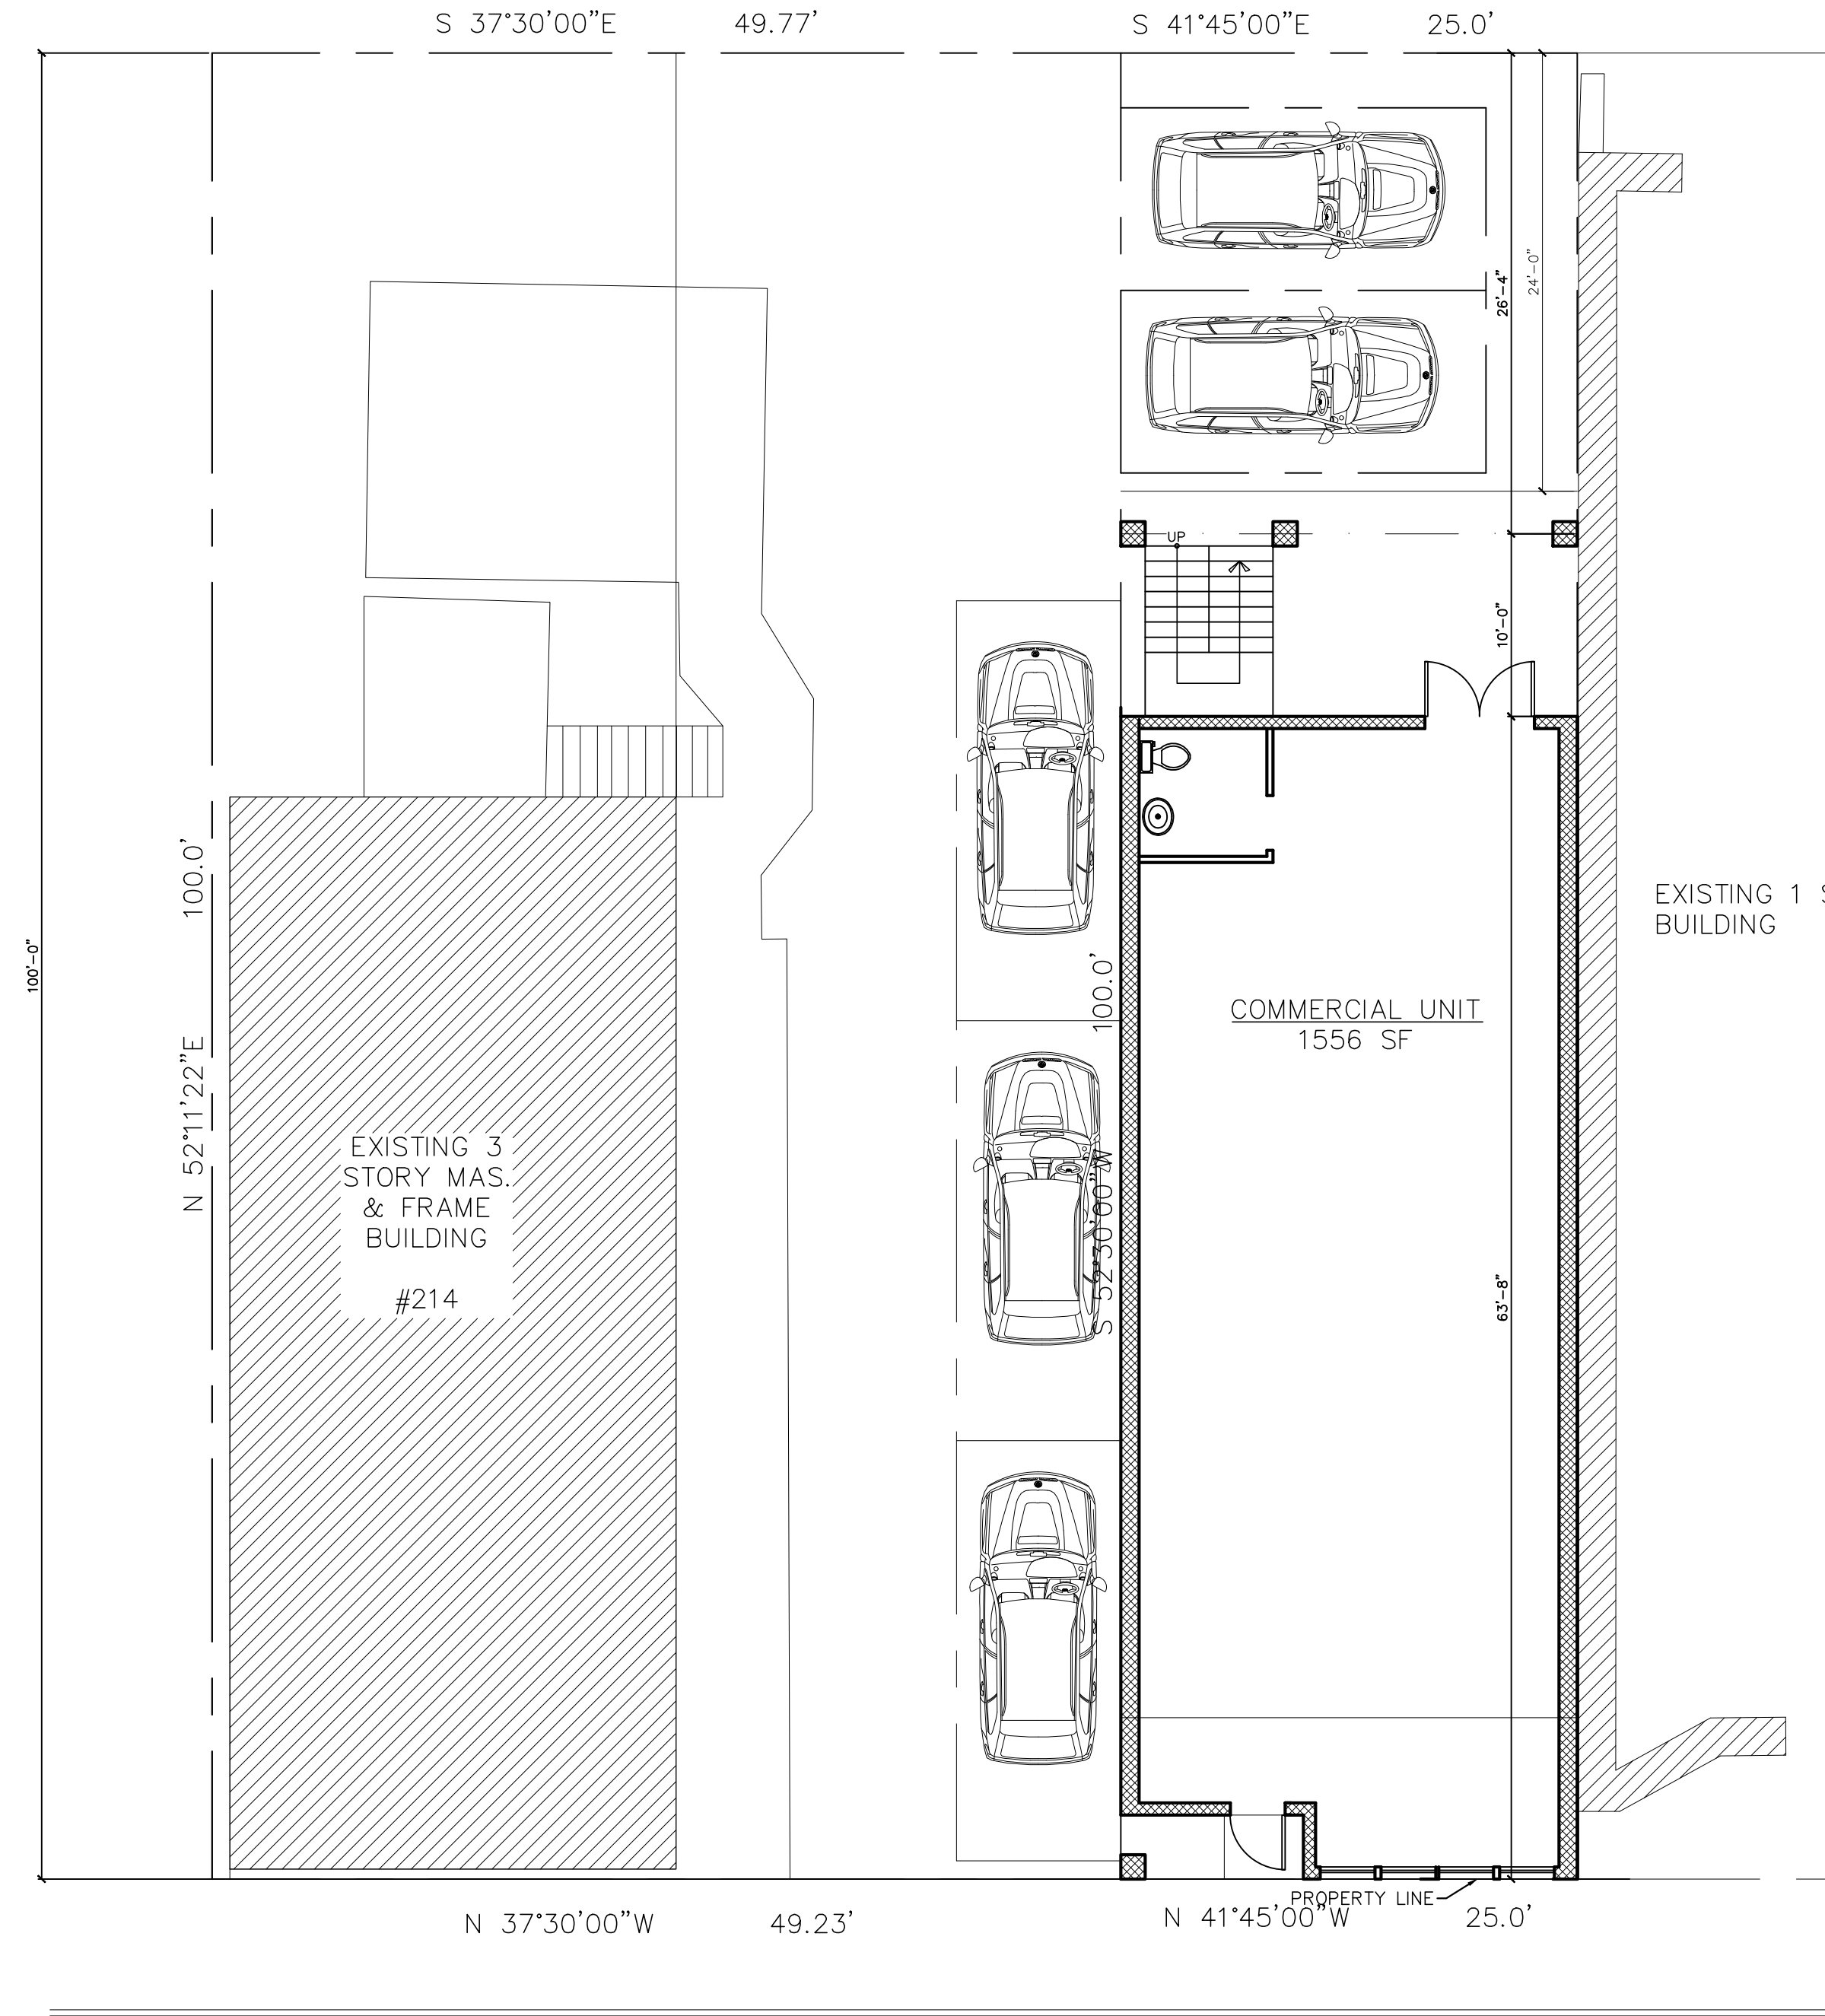 S 37°30'00"E 49.77'
S 41°45'00"E 25.0'
24'-0"
26'-4"
UP
10'-0"
100.0'
N 52°11'22"E
100'-0"
EXISTING 1 S
BUILDING
100.0'
S 52°30'00"W
COMMERCIAL UNIT
1556 SF
EXISTING 3
STORY MAS.
& FRAME
BUILDING
#214
63'-8"
PROPERTY LINE
N 37°30'00"W 49.23'
N 41°45'00"W 25.0'